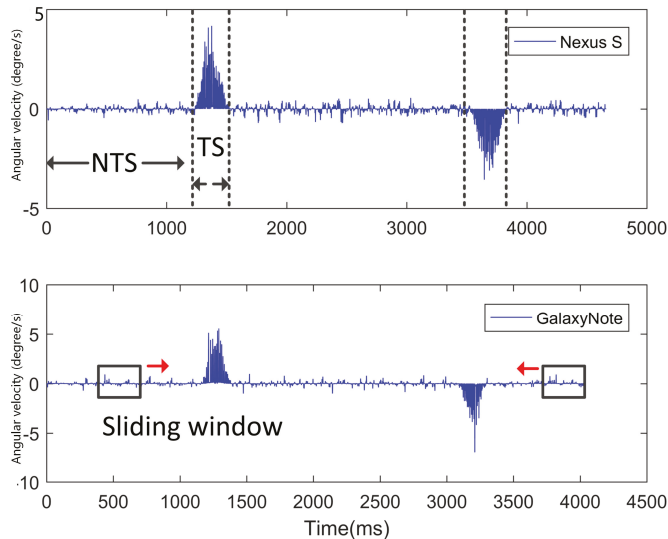 5
Nexus S
Angular velocity (degree/s)
0
TS
NTS
-5
0 1000 2000 3000 4000 5000
10
GalaxyNote
5
Angular velocity (degree/s
0
Sliding window
-5
-10
0 500 1000 1500 2000 2500 3000 3500 4000 4500
Time(ms)